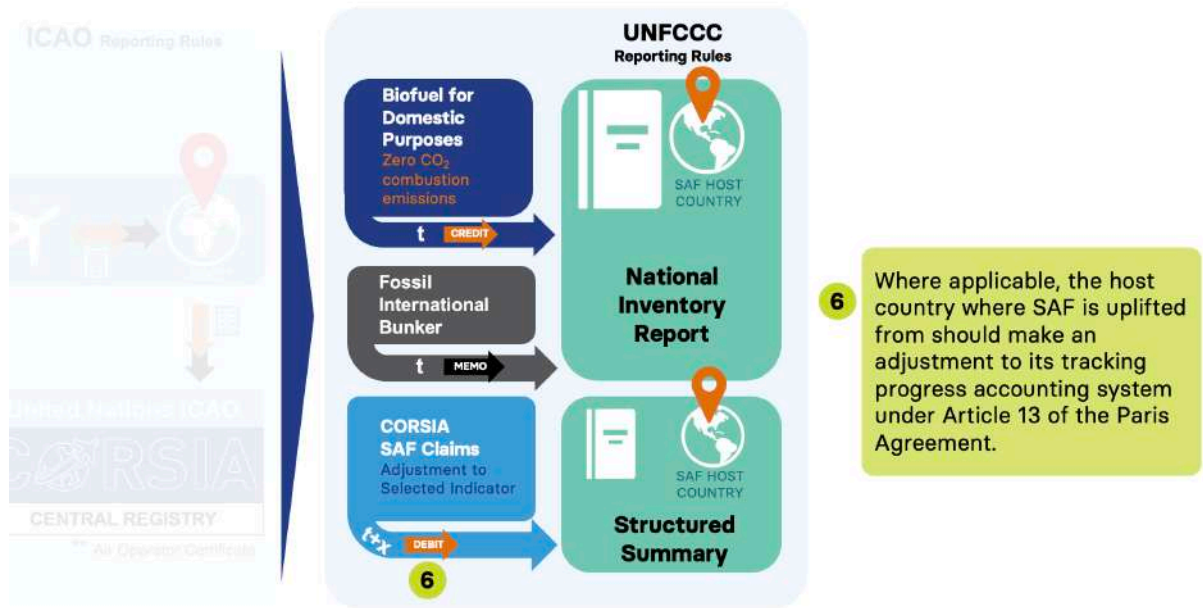 ICAO Reporting Rules
United Nations ICAO
CORSIA
CENTRAL REGISTRY
** Air Operator Certificate
UNFCCC
Reporting Rules
Biofuel for
Domestic
Purposes
Zero CO₂
combustion
emissions
t CREDIT
SAF HOST
COUNTRY
Fossil
International
Bunker
t MEMO
National
Inventory
Report
CORSIA
SAF Claims
Adjustment to
Selected Indicator
t+x DEBIT
6
SAF HOST
COUNTRY
Structured
Summary
6
Where applicable, the host
country where SAF is uplifted
from should make an
adjustment to its tracking
progress accounting system
under Article 13 of the Paris
Agreement.